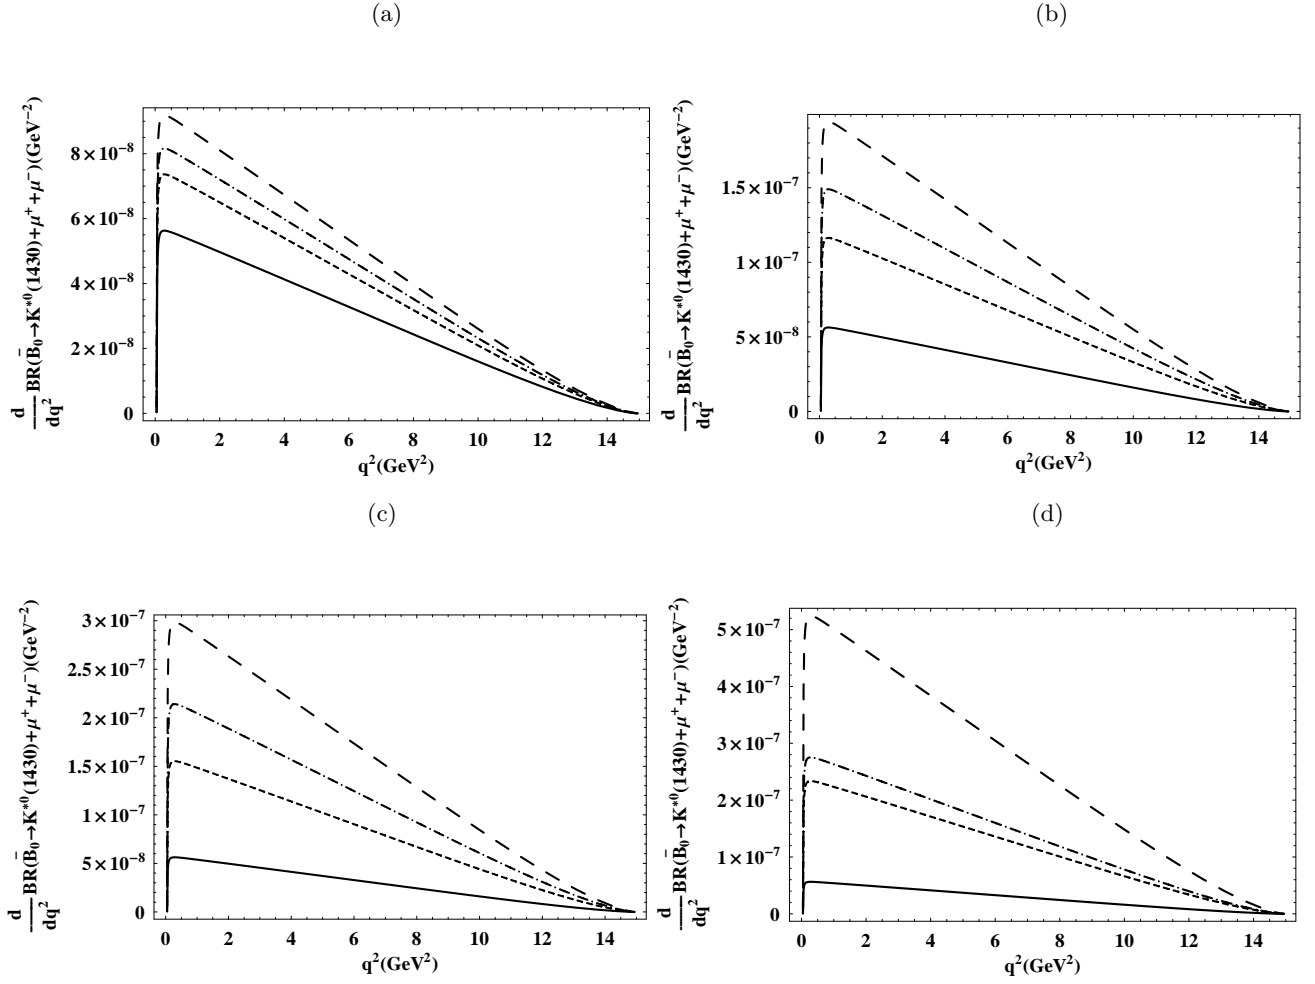 (a)
(b)
d/dq² BR(B̄₀→K*⁰(1430)+μ⁺+μ⁻)(GeV⁻²)
8×10⁻⁸
6×10⁻⁸
4×10⁻⁸
2×10⁻⁸
0
0 2 4 6 8 10 12 14
q²(GeV²)
d/dq² BR(B̄₀→K*⁰(1430)+μ⁺+μ⁻)(GeV⁻²)
1.5×10⁻⁷
1×10⁻⁷
5×10⁻⁸
0
0 2 4 6 8 10 12 14
q²(GeV²)
(c)
(d)
d/dq² BR(B̄₀→K*⁰(1430)+μ⁺+μ⁻)(GeV⁻²)
3×10⁻⁷
2.5×10⁻⁷
2×10⁻⁷
1.5×10⁻⁷
1×10⁻⁷
5×10⁻⁸
0
0 2 4 6 8 10 12 14
q²(GeV²)
d/dq² BR(B̄₀→K*⁰(1430)+μ⁺+μ⁻)(GeV⁻²)
5×10⁻⁷
4×10⁻⁷
3×10⁻⁷
2×10⁻⁷
1×10⁻⁷
0
0 2 4 6 8 10 12 14
q²(GeV²)